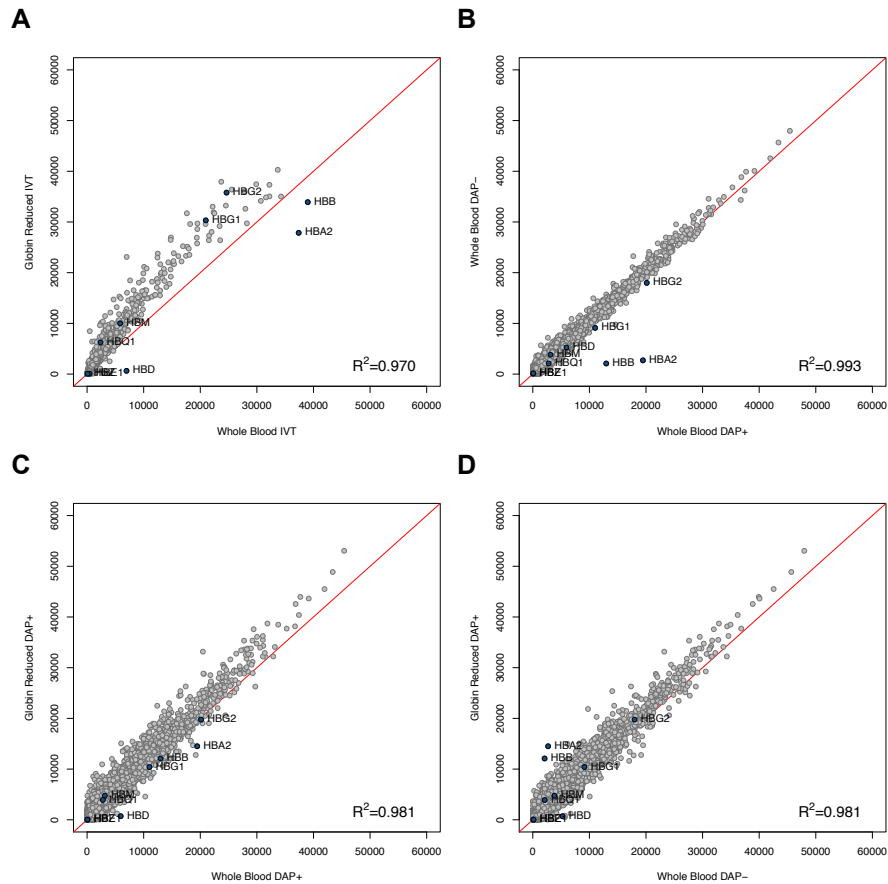 A
Globin Reduced IVT
60000
50000
40000
30000
20000
10000
0
HBG2
HBB
HBG1
HBA2
HBM
HBQ1
HBD
R²=0.970
0 10000 20000 30000 40000 50000 60000
Whole Blood IVT
B
Whole Blood DAP−
60000
50000
40000
30000
20000
10000
0
HBG2
HBG1
HBD
HBM
HBQ1
HBB
HBA2
R²=0.993
0 10000 20000 30000 40000 50000 60000
Whole Blood DAP+
C
Globin Reduced DAP+
60000
50000
40000
30000
20000
10000
0
HBG2
HBA2
HBB
HBG1
HBM
HBQ1
HBD
R²=0.981
0 10000 20000 30000 40000 50000 60000
Whole Blood DAP+
D
Globin Reduced DAP+
60000
50000
40000
30000
20000
10000
0
HBG2
HBA2
HBB
HBG1
HBM
HBQ1
HBD
R²=0.981
0 10000 20000 30000 40000 50000 60000
Whole Blood DAP−